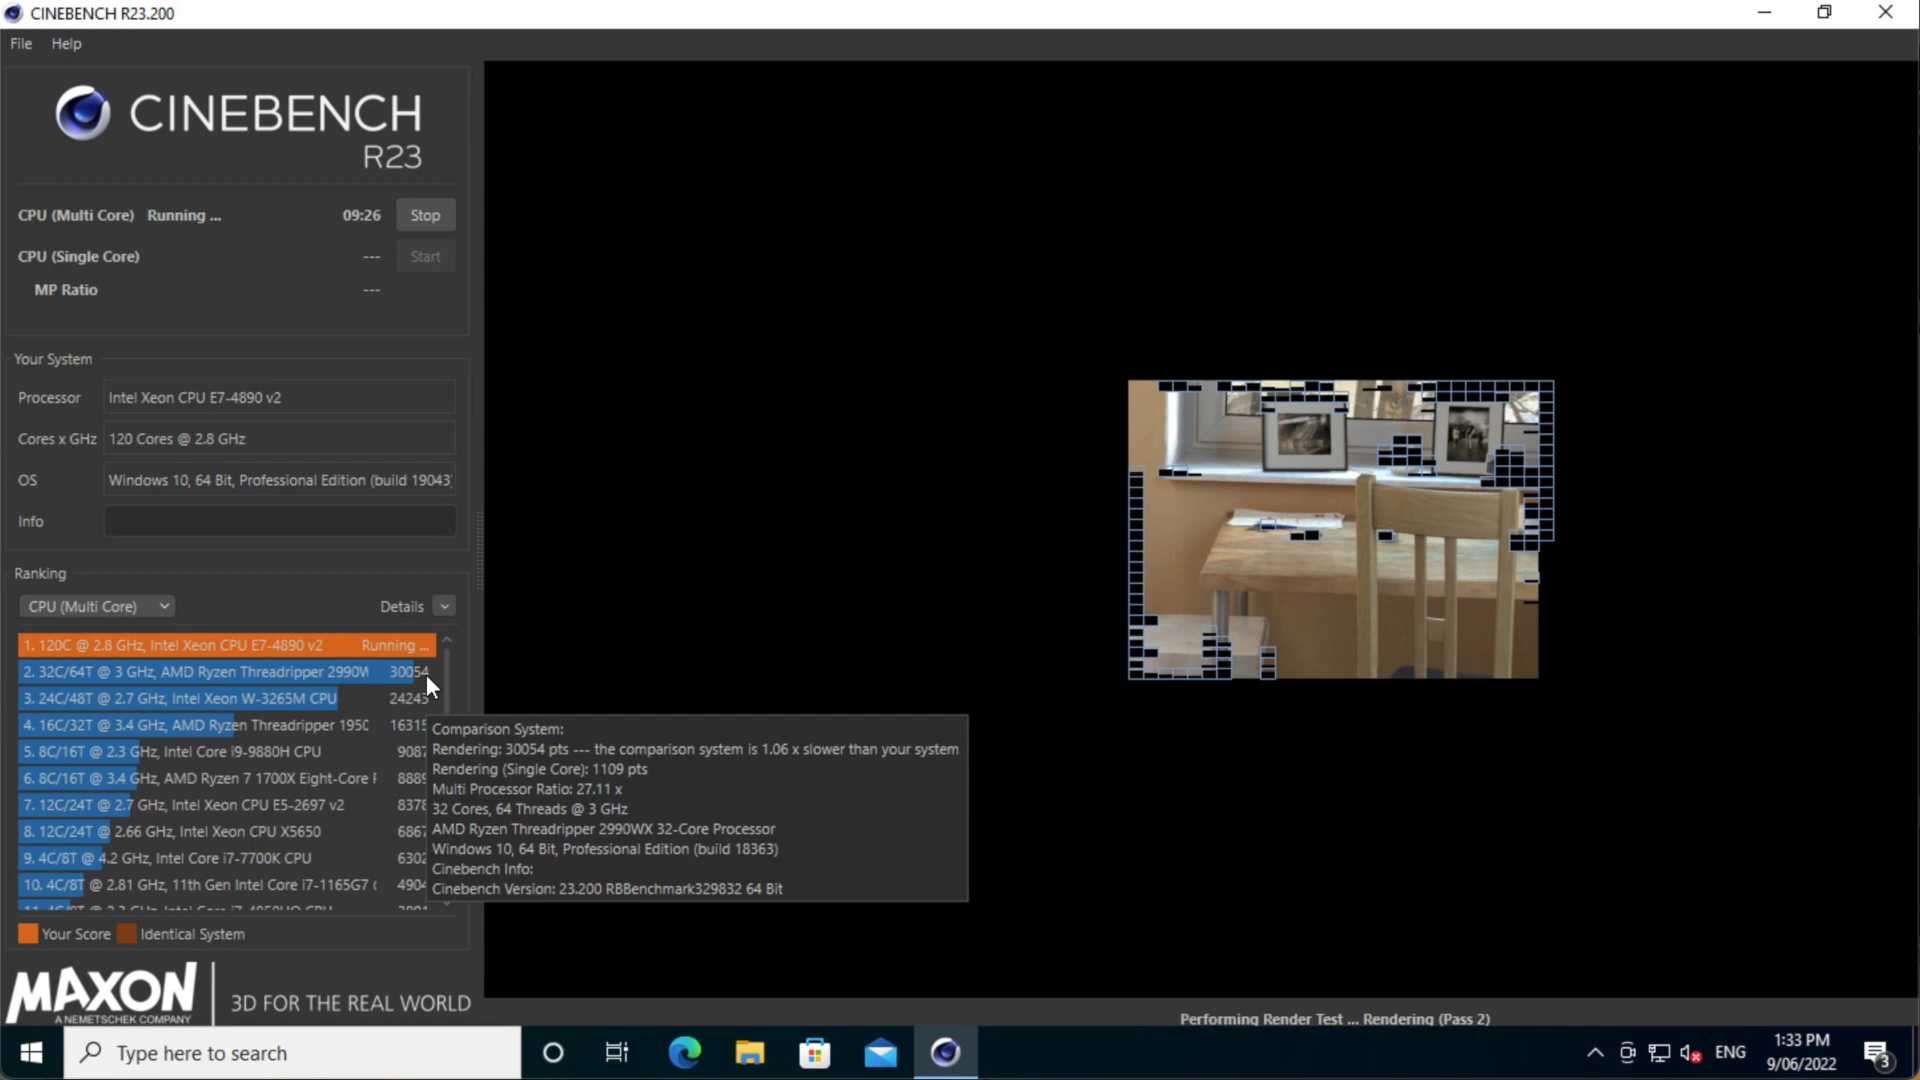 CINEBENCH R23.200
File Help
CINEBENCH
R23
CPU (Multi Core) Running ... 09:26 Stop
CPU (Single Core) --- Start
MP Ratio ---
Your System
Processor Intel Xeon CPU E7-4890 v2
Cores x GHz 120 Cores @ 2.8 GHz
OS Windows 10, 64 Bit, Professional Edition (build 19043)
Info
Ranking
CPU (Multi Core) Details
1. 120C @ 2.8 GHz, Intel Xeon CPU E7-4890 v2 Running ...
2. 32C/64T @ 3 GHz, AMD Ryzen Threadripper 2990W 30054
3. 24C/48T @ 2.7 GHz, Intel Xeon W-3265M CPU 24243
4. 16C/32T @ 3.4 GHz, AMD Ryzen Threadripper 1950 16315
5. 8C/16T @ 2.3 GHz, Intel Core i9-9880H CPU 9087
6. 8C/16T @ 3.4 GHz, AMD Ryzen 7 1700X Eight-Core 8889
7. 12C/24T @ 2.7 GHz, Intel Xeon CPU E5-2697 v2 8378
8. 12C/24T @ 2.66 GHz, Intel Xeon CPU X5650 6867
9. 4C/8T @ 4.2 GHz, Intel Core i7-7700K CPU 6302
10. 4C/8T @ 2.81 GHz, 11th Gen Intel Core i7-1165G7 4904
Comparison System:
Rendering: 30054 pts --- the comparison system is 1.06 x slower than your system
Rendering (Single Core): 1109 pts
Multi Processor Ratio: 27.11 x
32 Cores, 64 Threads @ 3 GHz
AMD Ryzen Threadripper 2990WX 32-Core Processor
Windows 10, 64 Bit, Professional Edition (build 18363)
Cinebench Info:
Cinebench Version: 23.200 RBBenchmark329832 64 Bit
Your Score Identical System
MAXON
A NEMETSCHEK COMPANY
3D FOR THE REAL WORLD
Performing Render Test ... Rendering (Pass 2)
Type here to search
ENG
1:33 PM
9/06/2022
3